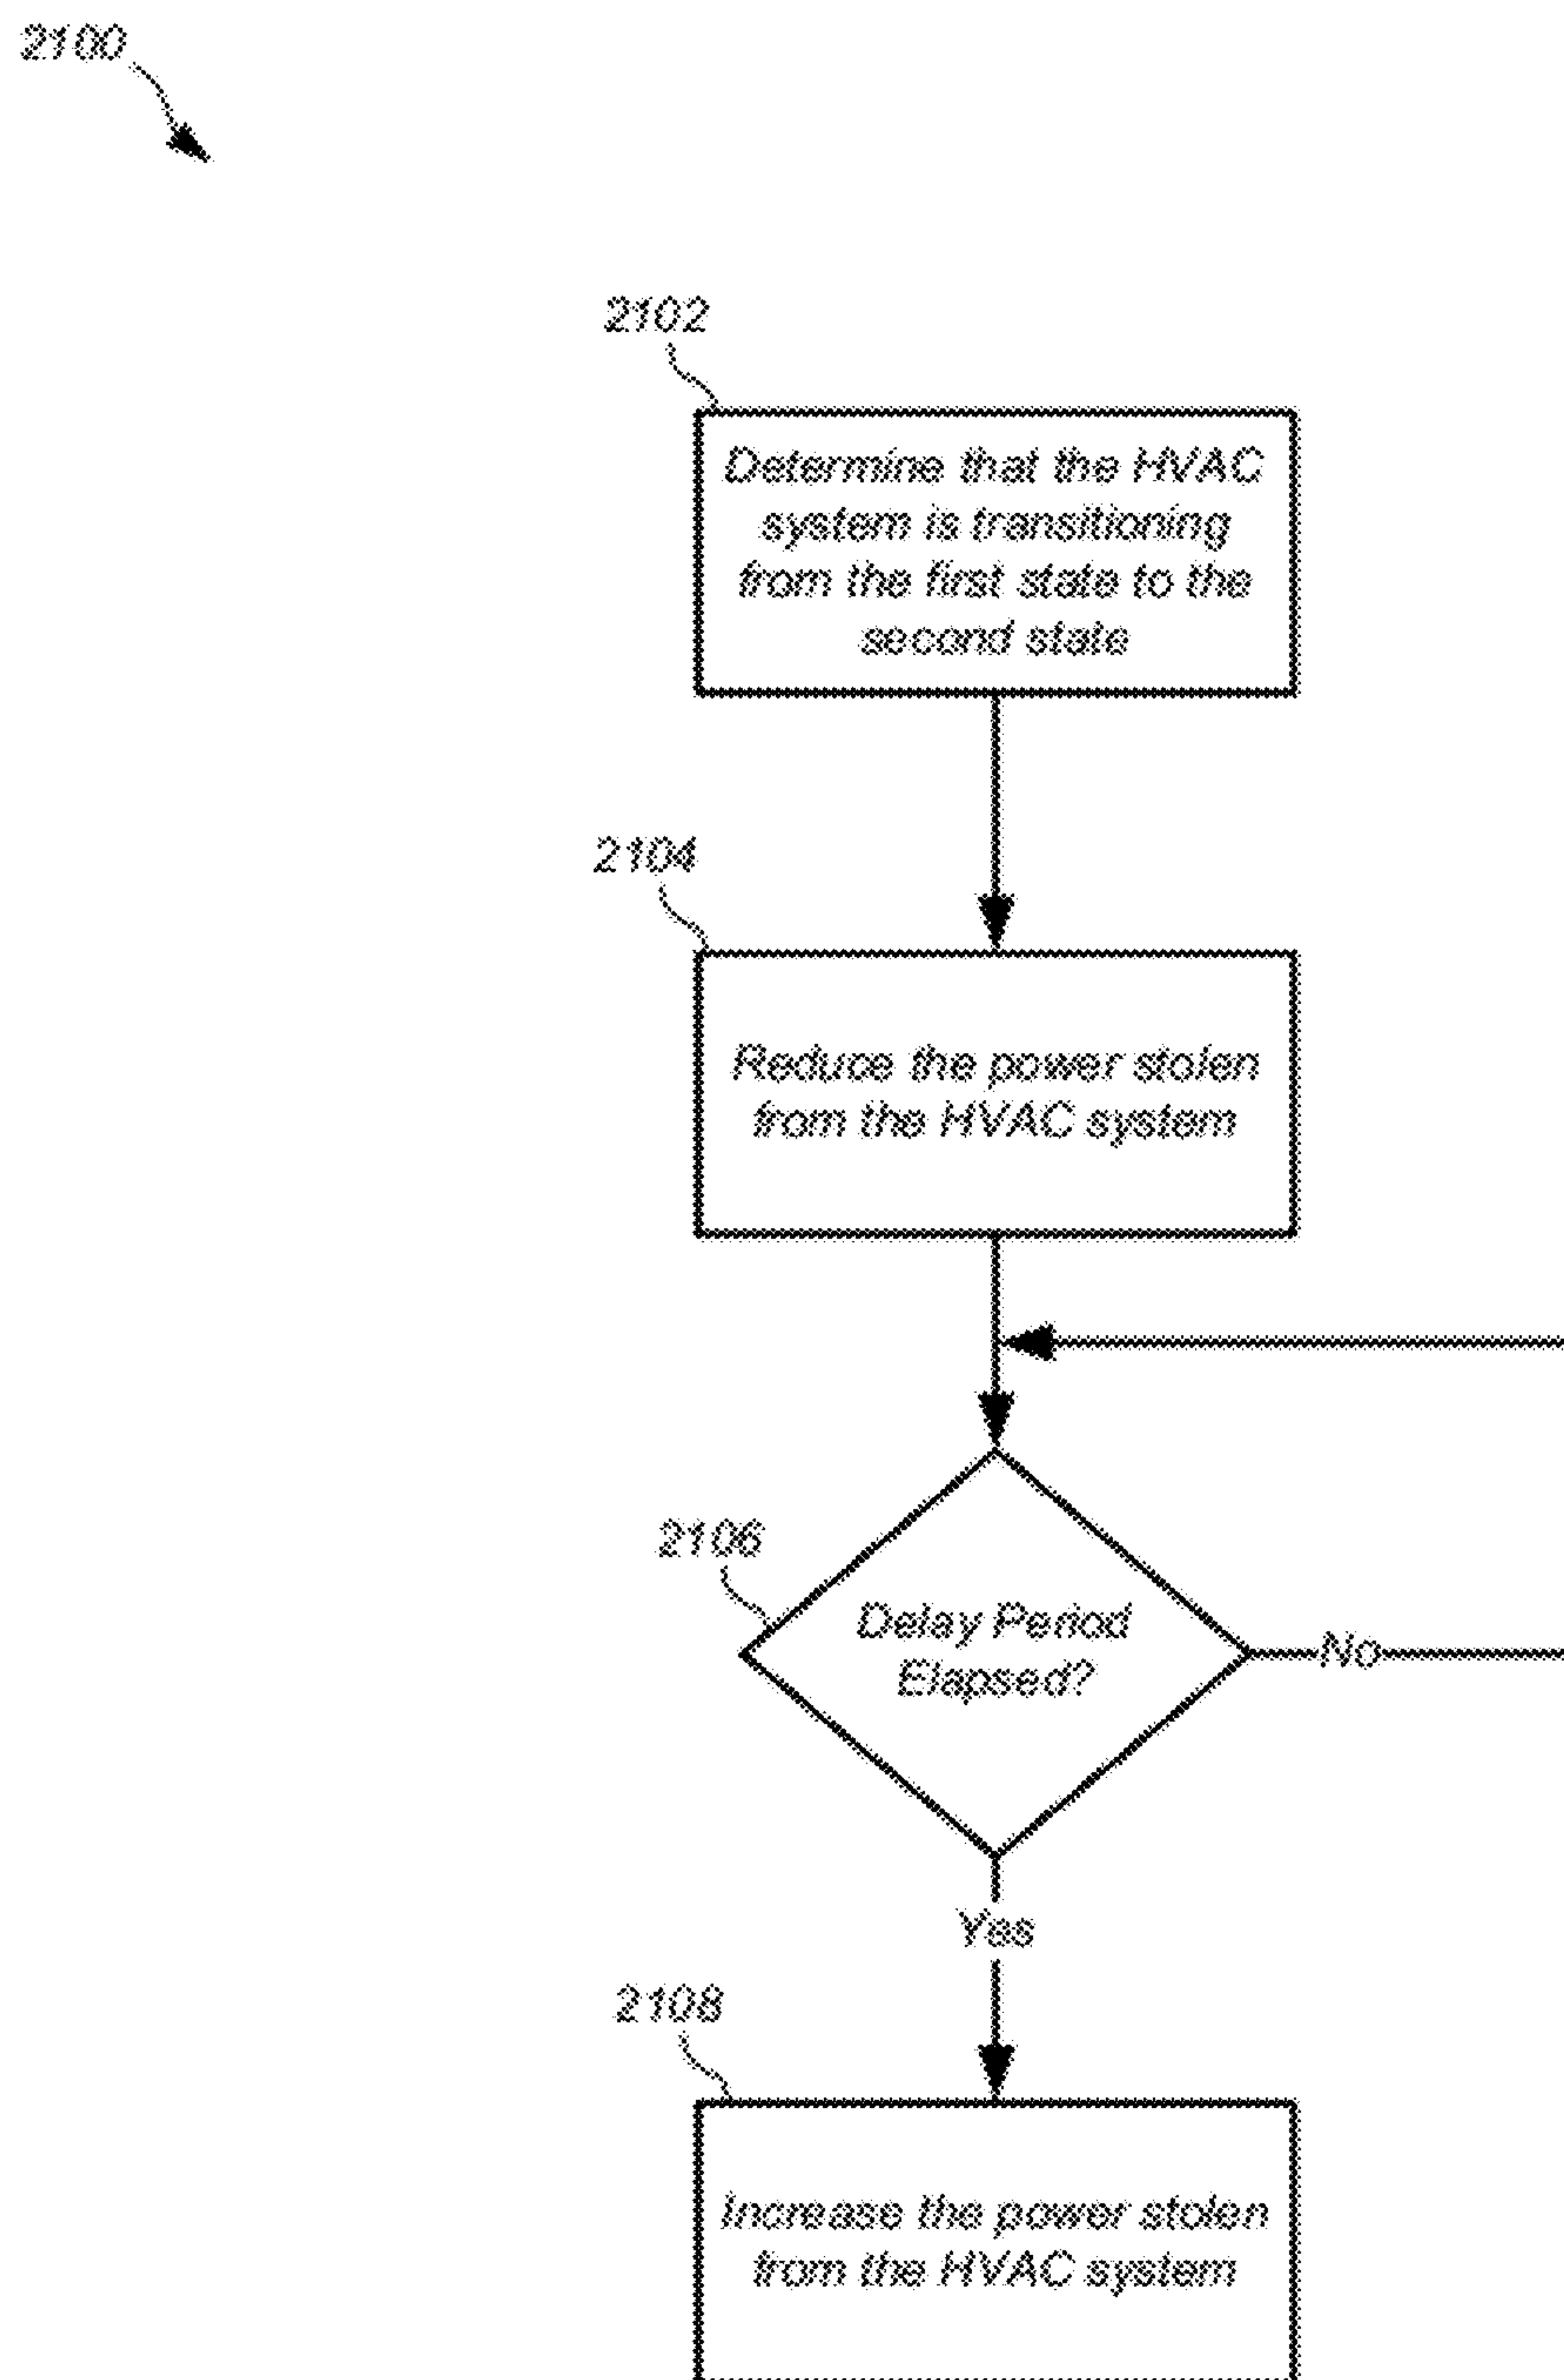 2100
2102
Determine that the HVAC
system is transitioning
from the first state to the
second state
2104
Reduce the power stolen
from the HVAC system
2106
Delay Period
Elapsed?
No
Yes
2108
Increase the power stolen
from the HVAC system